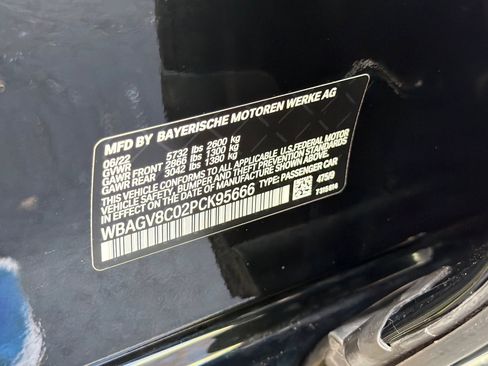 MFD BY BAYERISCHE MOTOREN WERKE AG
06/22
GVWR 5732 lbs 2600 kg
GAWR FRONT 2866 lbs 1300 kg
GAWR REAR 3042 lbs 1380 kg
THIS VEHICLE CONFORMS TO ALL APPLICABLE U.S. FEDERAL MOTOR
VEHICLE SAFETY, BUMPER AND THEFT PREVENTION STANDARDS
IN EFFECT ON THE DATE OF MANUFACTURE SHOWN ABOVE.
WBAGV8C02PCK95666 TYPE: PASSENGER CAR
475/9